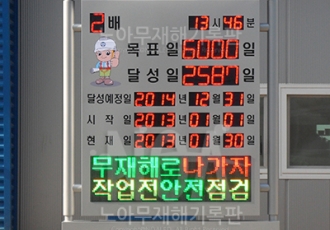 2 배 13 시 46 분
노아무재해기록판
목표일 6000 일
달성일 2587 일
달성예정일 2014 년 12 월 31 일
시작일 2013 년 01 월 01 일
현재일 2013 년 01 월 30 일
무재해로나가자
작업전안전점검
노아무재해기록판